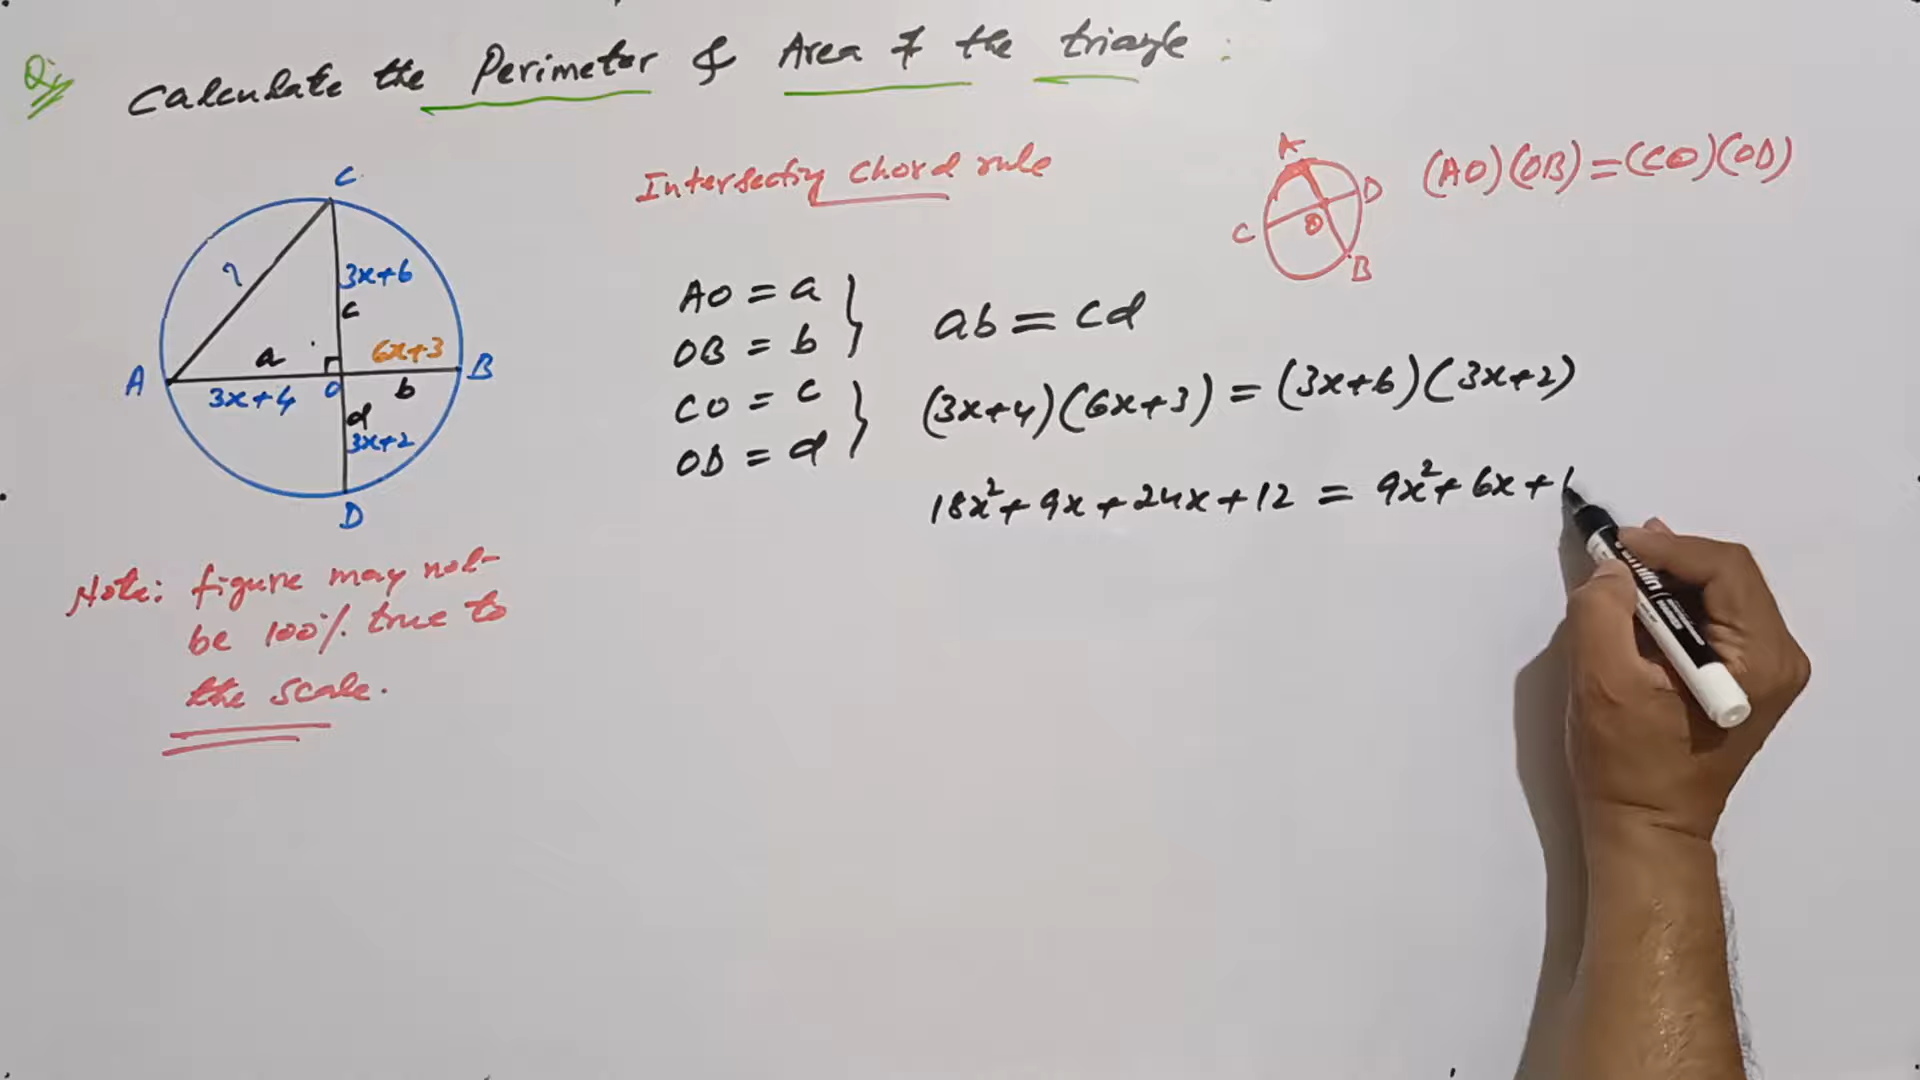 Q:
Calculate the Perimeter & Area of the triangle :
Intersecting Chord rule
A
D
O
C
B
(AO)(OB)=(CO)(OD)
C
?
3x+6
c
a
6x+3
A
B
3x+4
O
b
d
3x+2
D
AO = a
OB = b
CO = c
OD = d
ab = cd
(3x+4)(6x+3) = (3x+6)(3x+2)
18x²+9x+24x+12 = 9x²+6x+1
Note: figure may not
be 100% true to
the scale.